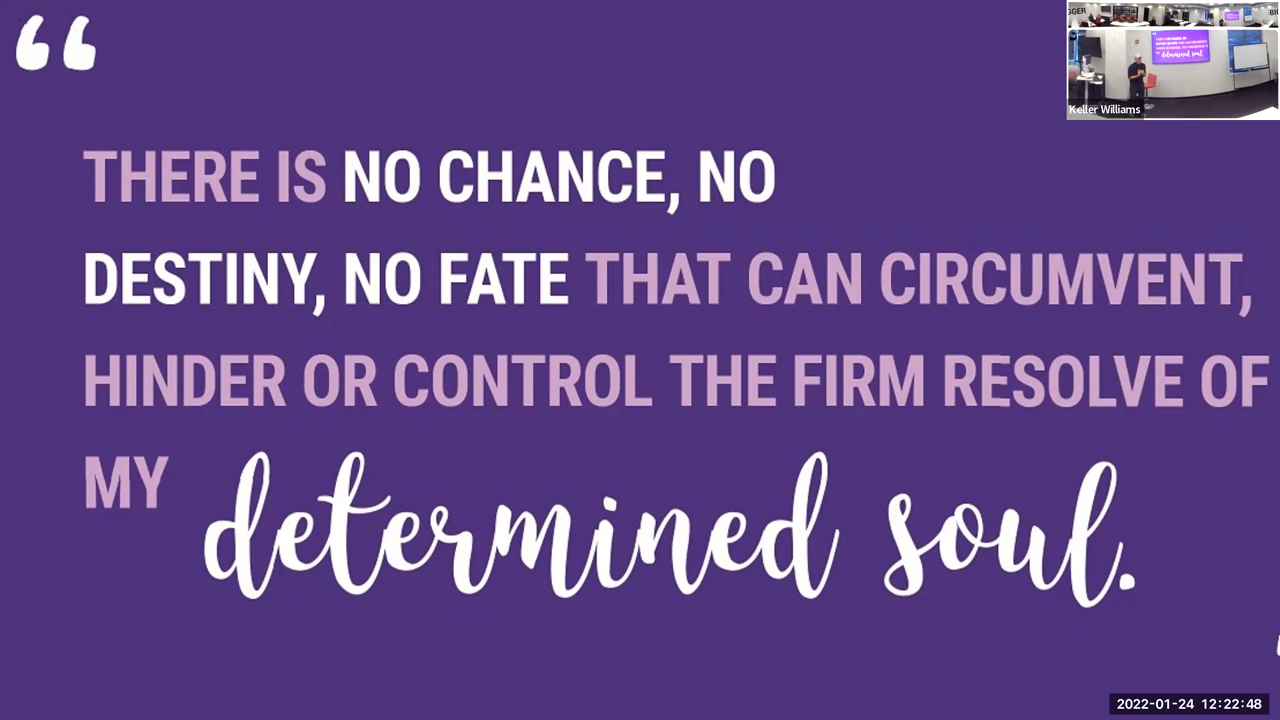 “
THERE IS NO CHANCE, NO
DESTINY, NO FATE THAT CAN CIRCUMVENT,
HINDER OR CONTROL THE FIRM RESOLVE OF
MY determined soul.
Keller Williams
2022-01-24 12:22:48